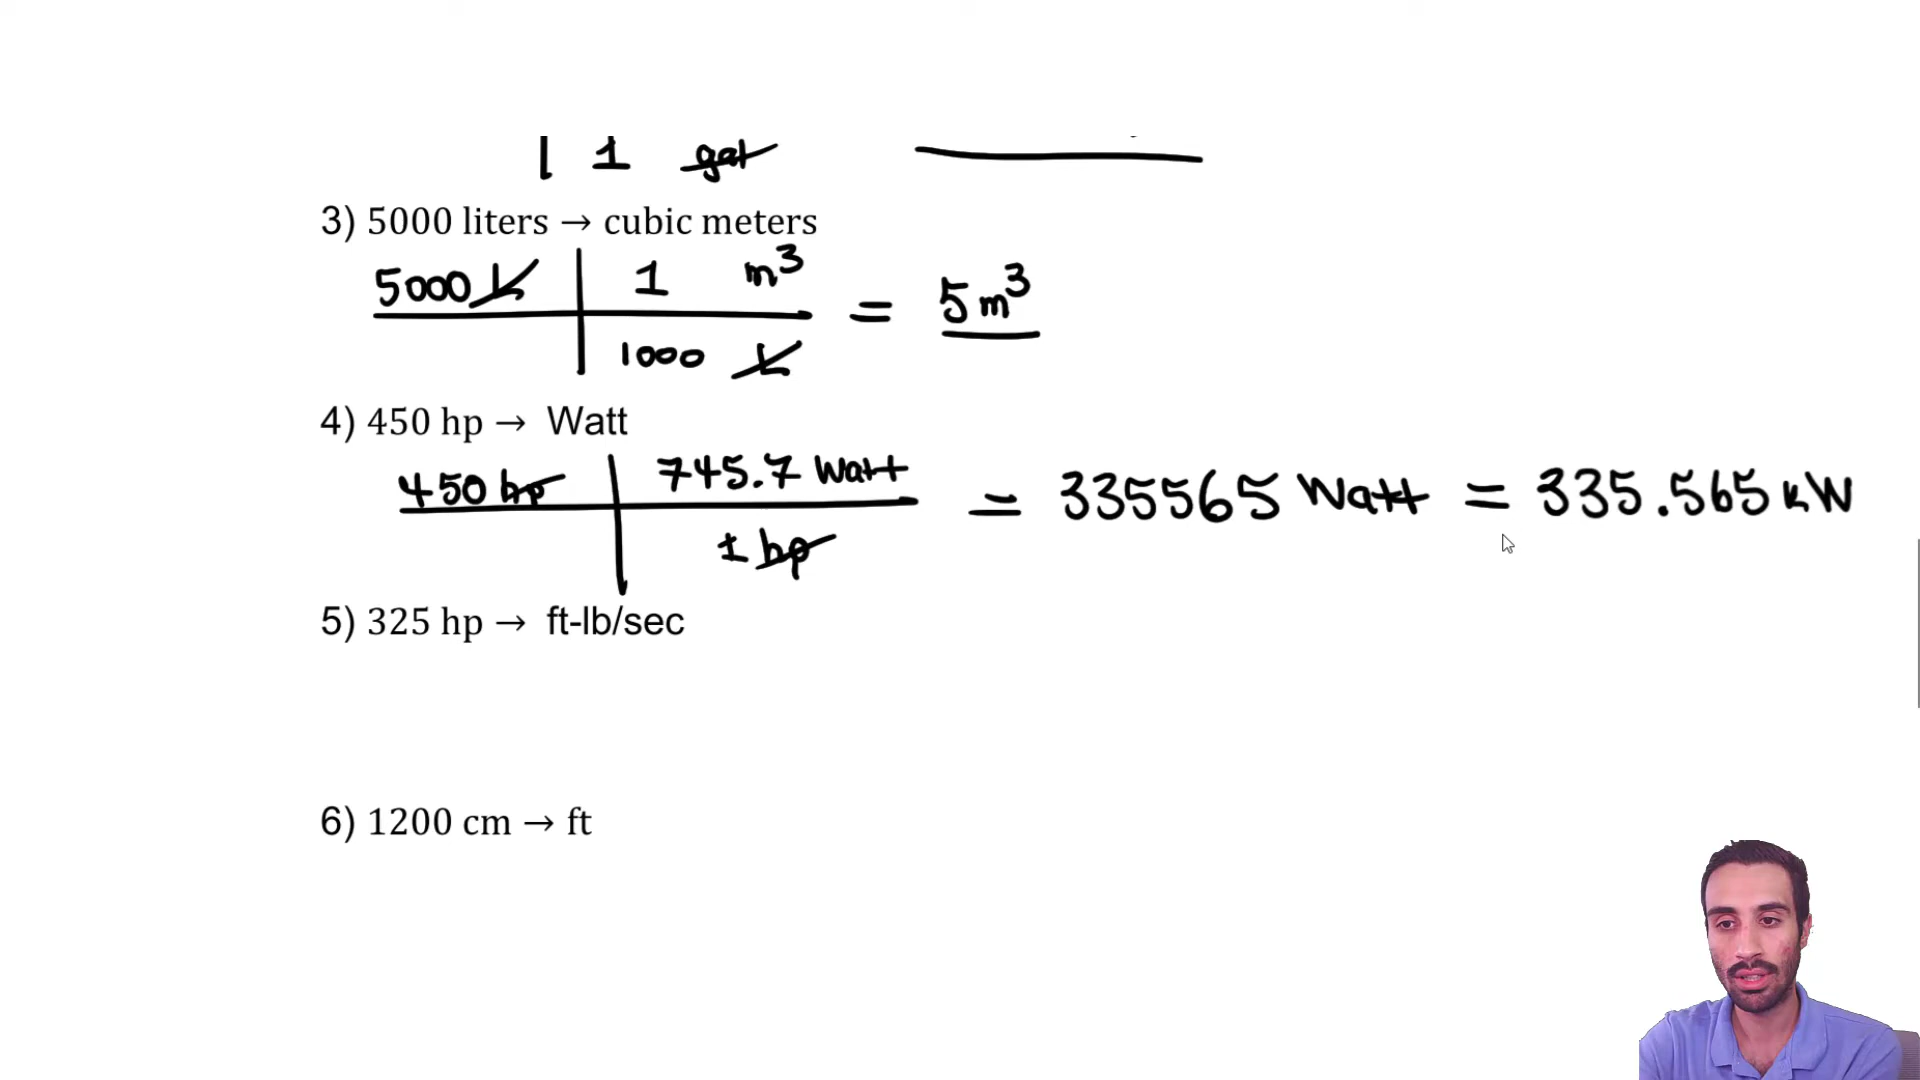 1 gal
3) 5000 liters → cubic meters
5000 L | 1 m³ = 5 m³
1000 L
4) 450 hp → Watt
450 hp | 745.7 Watt = 335565 Watt = 335.565 kW
1 hp
5) 325 hp → ft-lb/sec
6) 1200 cm → ft